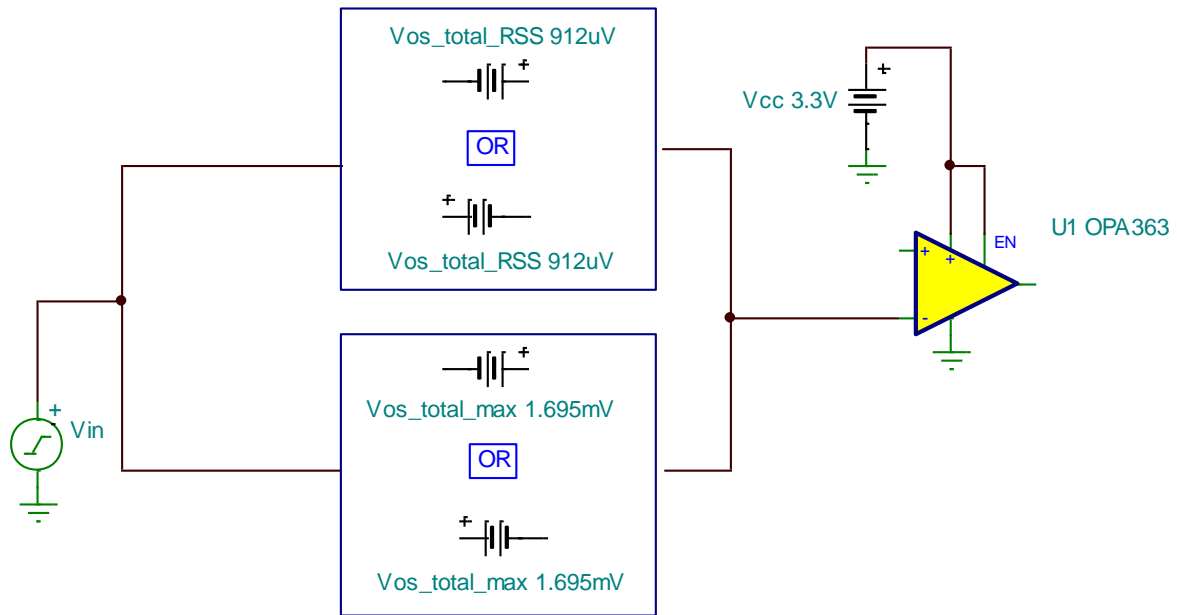 Vos_total_RSS 912uV
+
OR
+
Vos_total_RSS 912uV
+
Vcc 3.3V
U1 OPA363
EN
+
+
-
+
Vos_total_max 1.695mV
OR
+
Vos_total_max 1.695mV
+
Vin